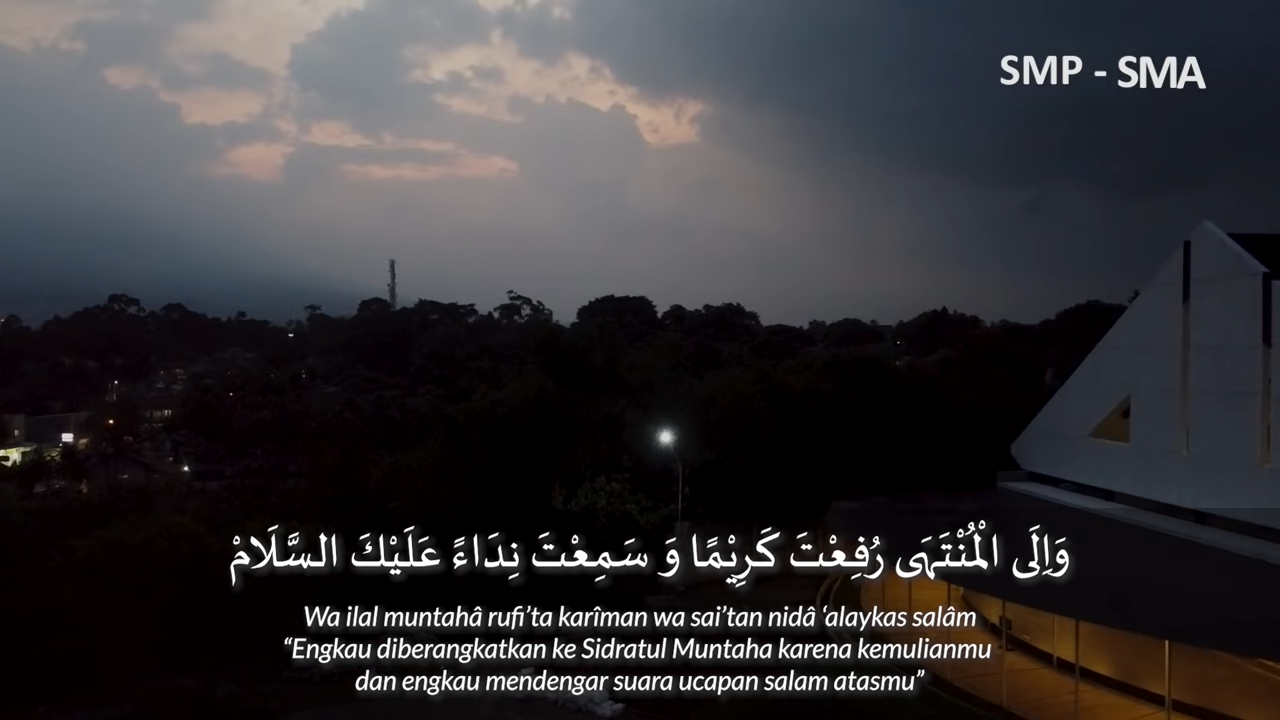 SMP - SMA
وَاِلَى الْمُنْتَهَى رُفِعْتَ كَرِيْمًا وَ سَمِعْتَ نِدَاءً عَلَيْكَ السَّلَامْ
Wa ilal muntahâ rufi’ta karîman wa sai’tan nidâ ‘alaykas salâm
“Engkau diberangkatkan ke Sidratul Muntaha karena kemulianmu
dan engkau mendengar suara ucapan salam atasmu”